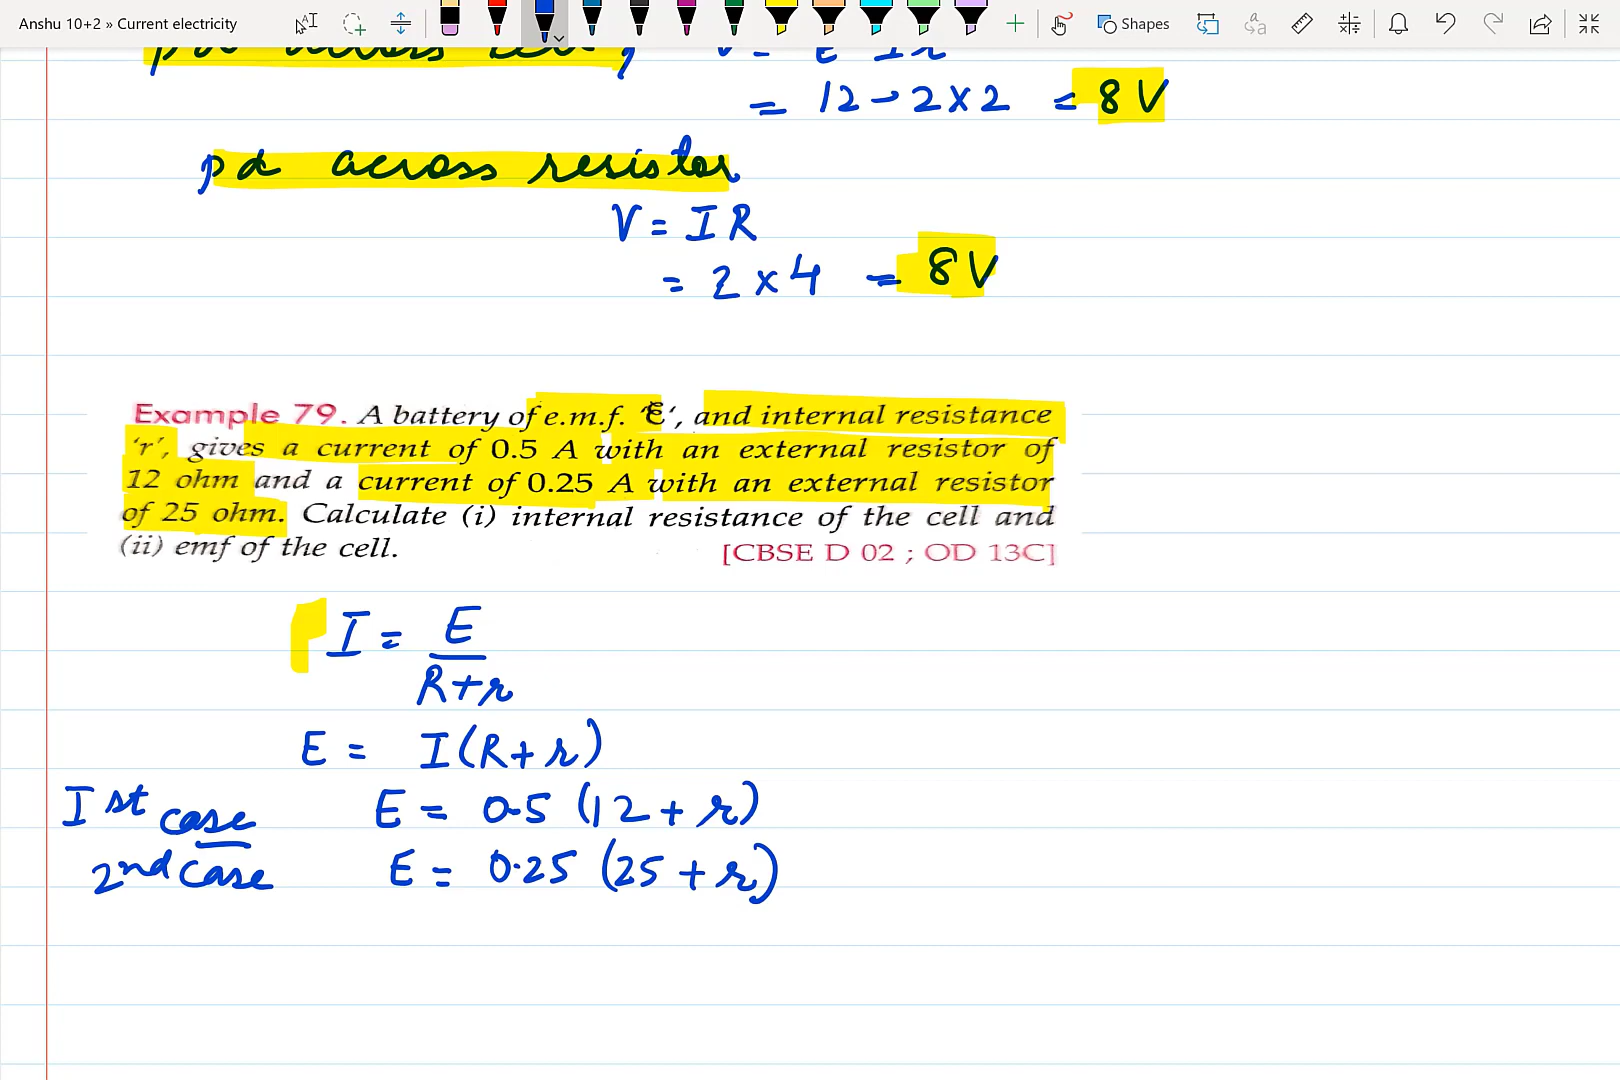 Anshu 10+2 » Current electricity
Shapes
V = E - Ir
= 12 - 2 × 2 = 8 V
pd across resistor
V = I R
= 2 × 4 = 8 V
Example 79. A battery of e.m.f. ‘ℰ’, and internal resistance
‘r’, gives a current of 0.5 A with an external resistor of
12 ohm and a current of 0.25 A with an external resistor
of 25 ohm. Calculate (i) internal resistance of the cell and
(ii) emf of the cell. [CBSE D 02 ; OD 13C]
I = E
R+r
E = I(R+r)
I st case E = 0.5 (12 + r)
2nd case E = 0.25 (25 + r)